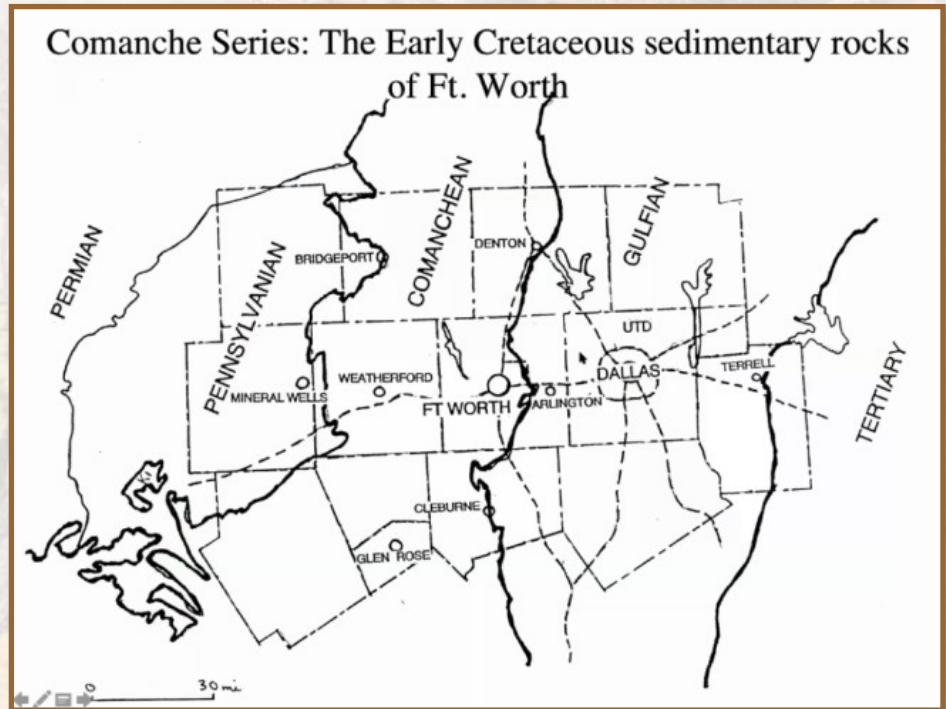 Comanche Series: The Early Cretaceous sedimentary rocks
of Ft. Worth
PERMIAN
PENNSYLVANIAN
COMANCHEAN
GULFIAN
TERTIARY
BRIDGEPORT
DENTON
UTD
MINERAL WELLS
WEATHERFORD
FT WORTH
ARLINGTON
DALLAS
TERRELL
CLEBURNE
GLEN ROSE
0 30 mi